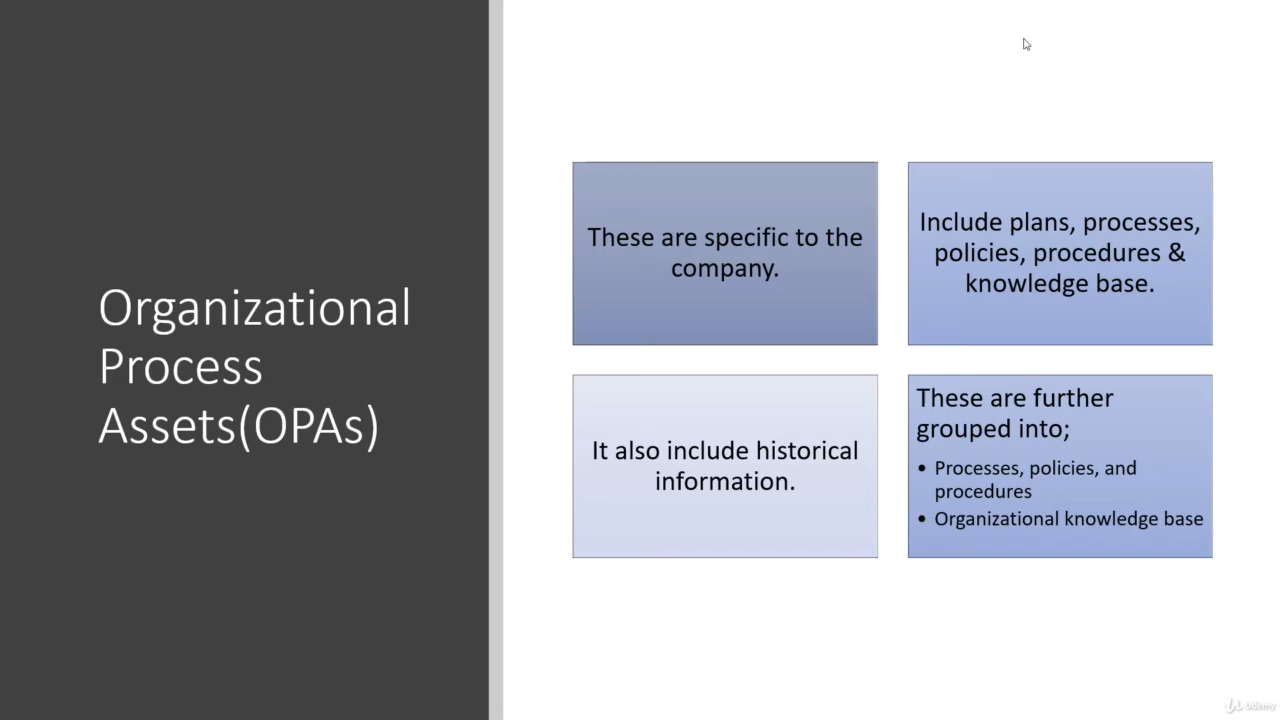 Organizational
Process
Assets(OPAs)
These are specific to the
company.
Include plans, processes,
policies, procedures &
knowledge base.
It also include historical
information.
These are further
grouped into;
• Processes, policies, and
procedures
• Organizational knowledge base
Udemy